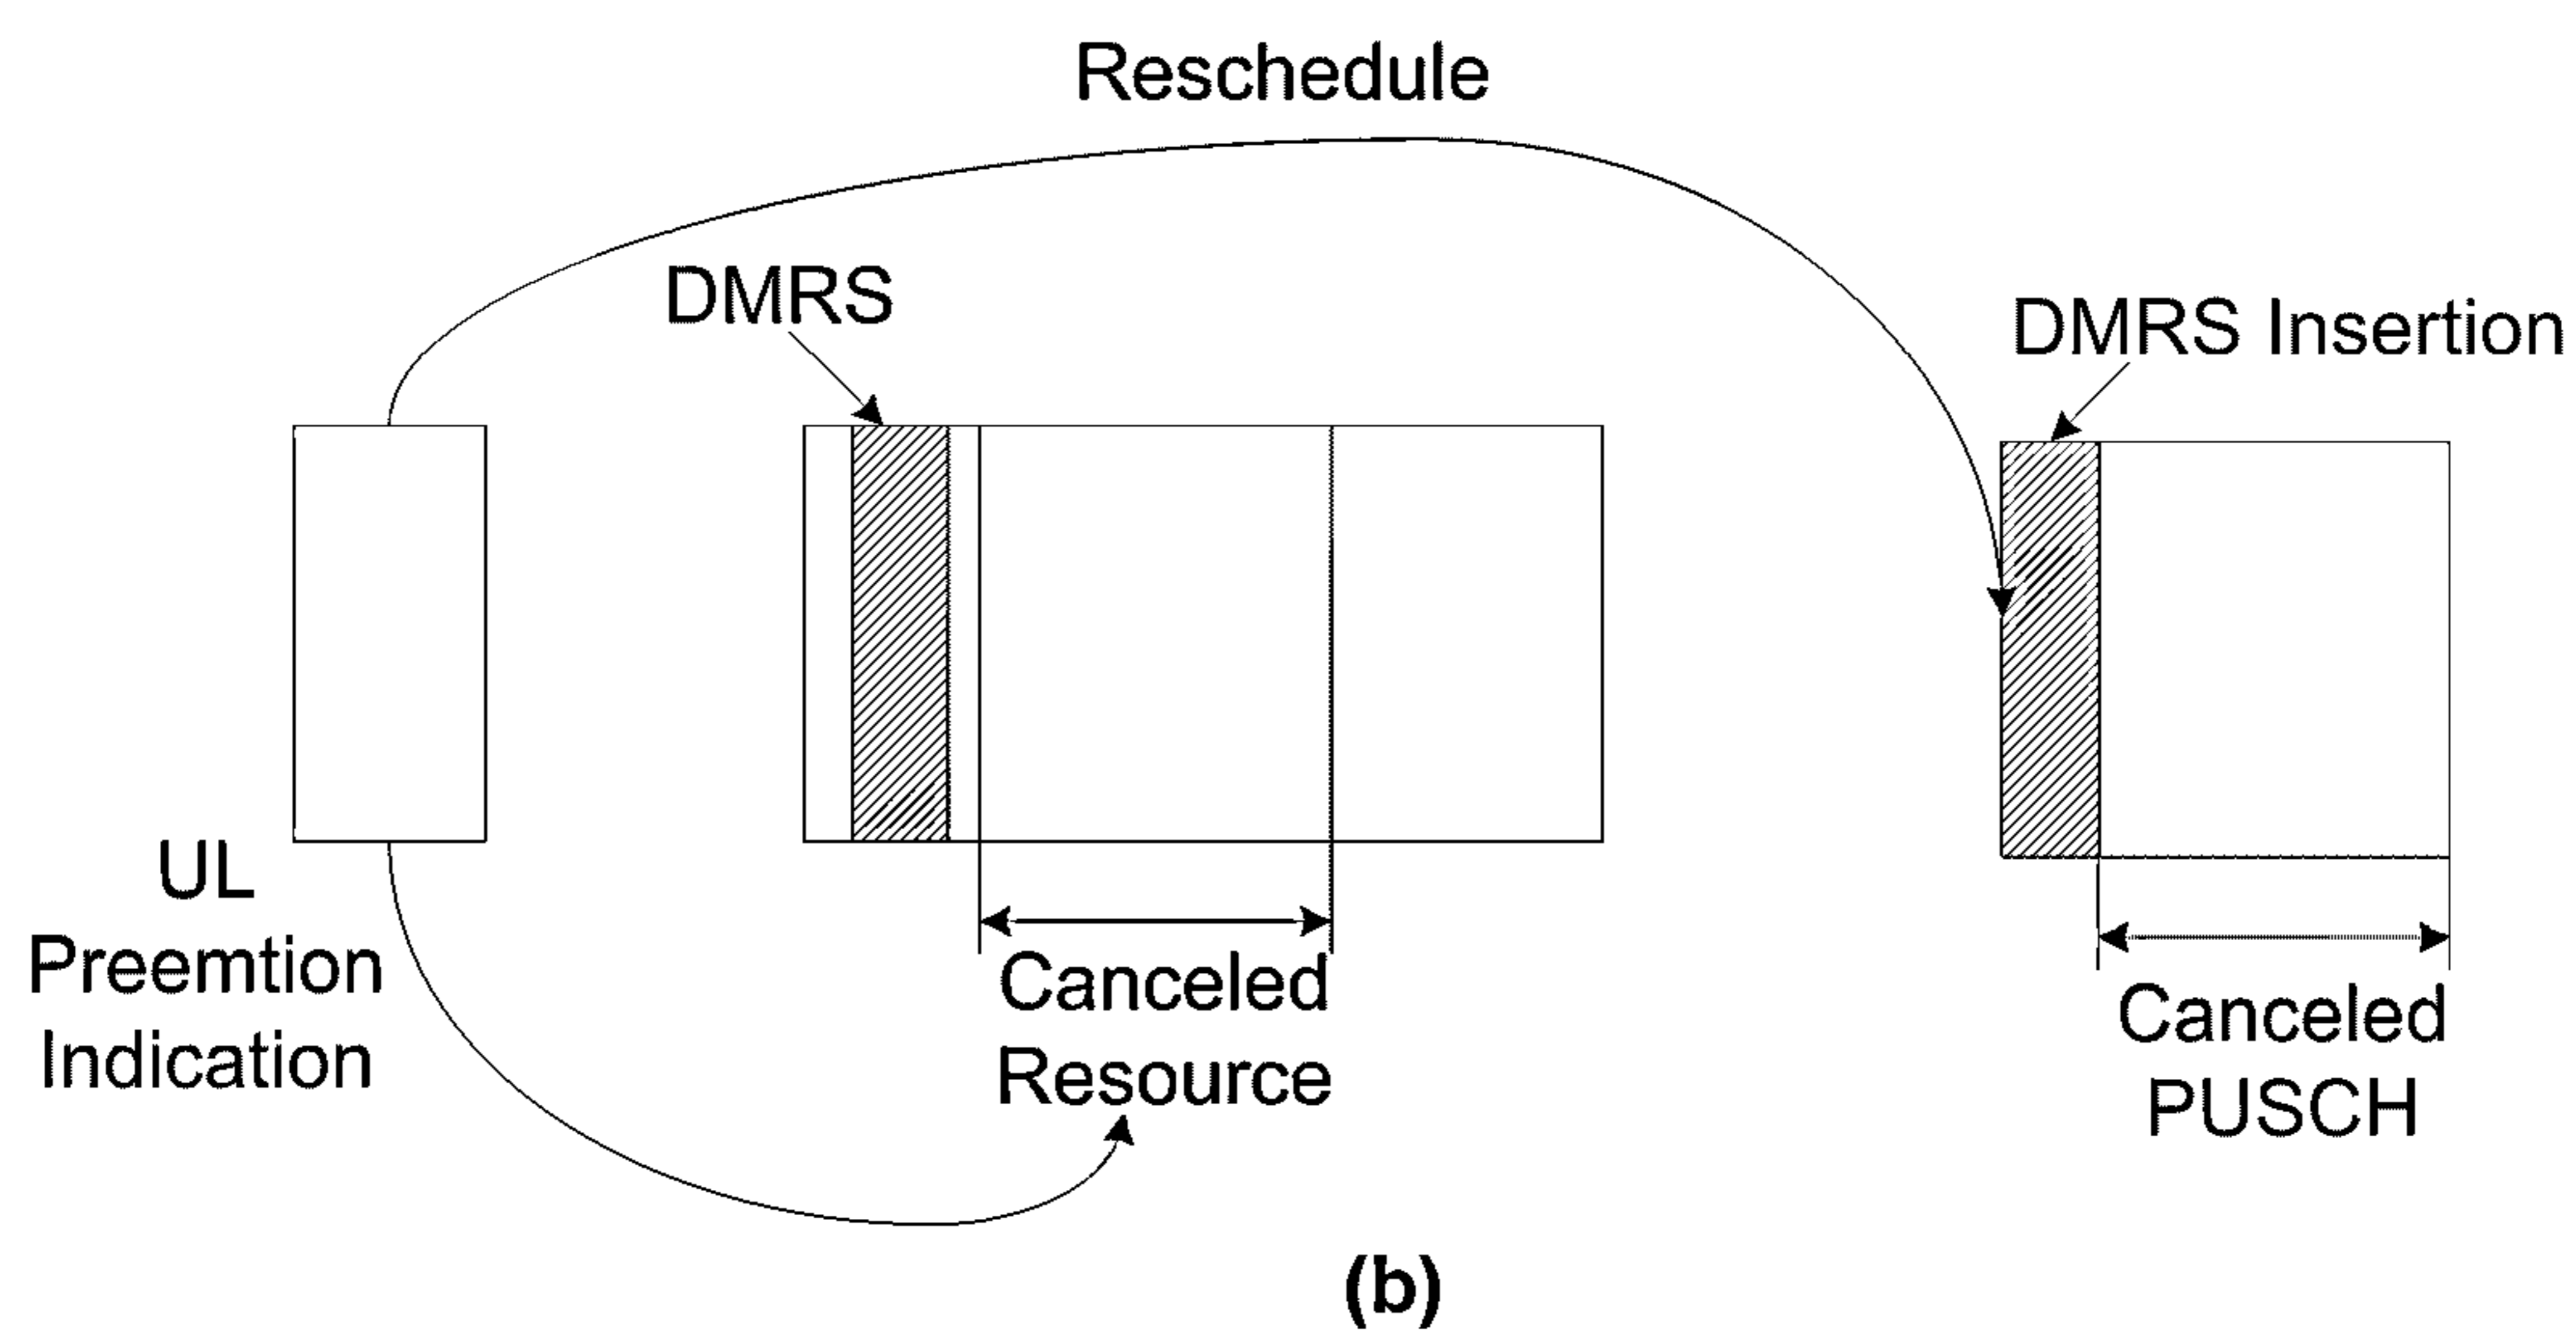 Reschedule
DMRS
DMRS Insertion
UL
Preemtion
Indication
Canceled
Resource
Canceled
PUSCH
(b)